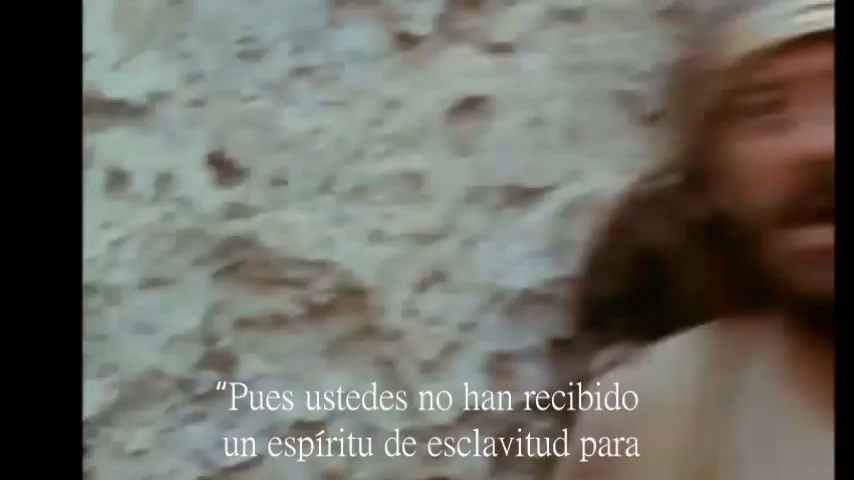 “Pues ustedes no han recibido
un espíritu de esclavitud para